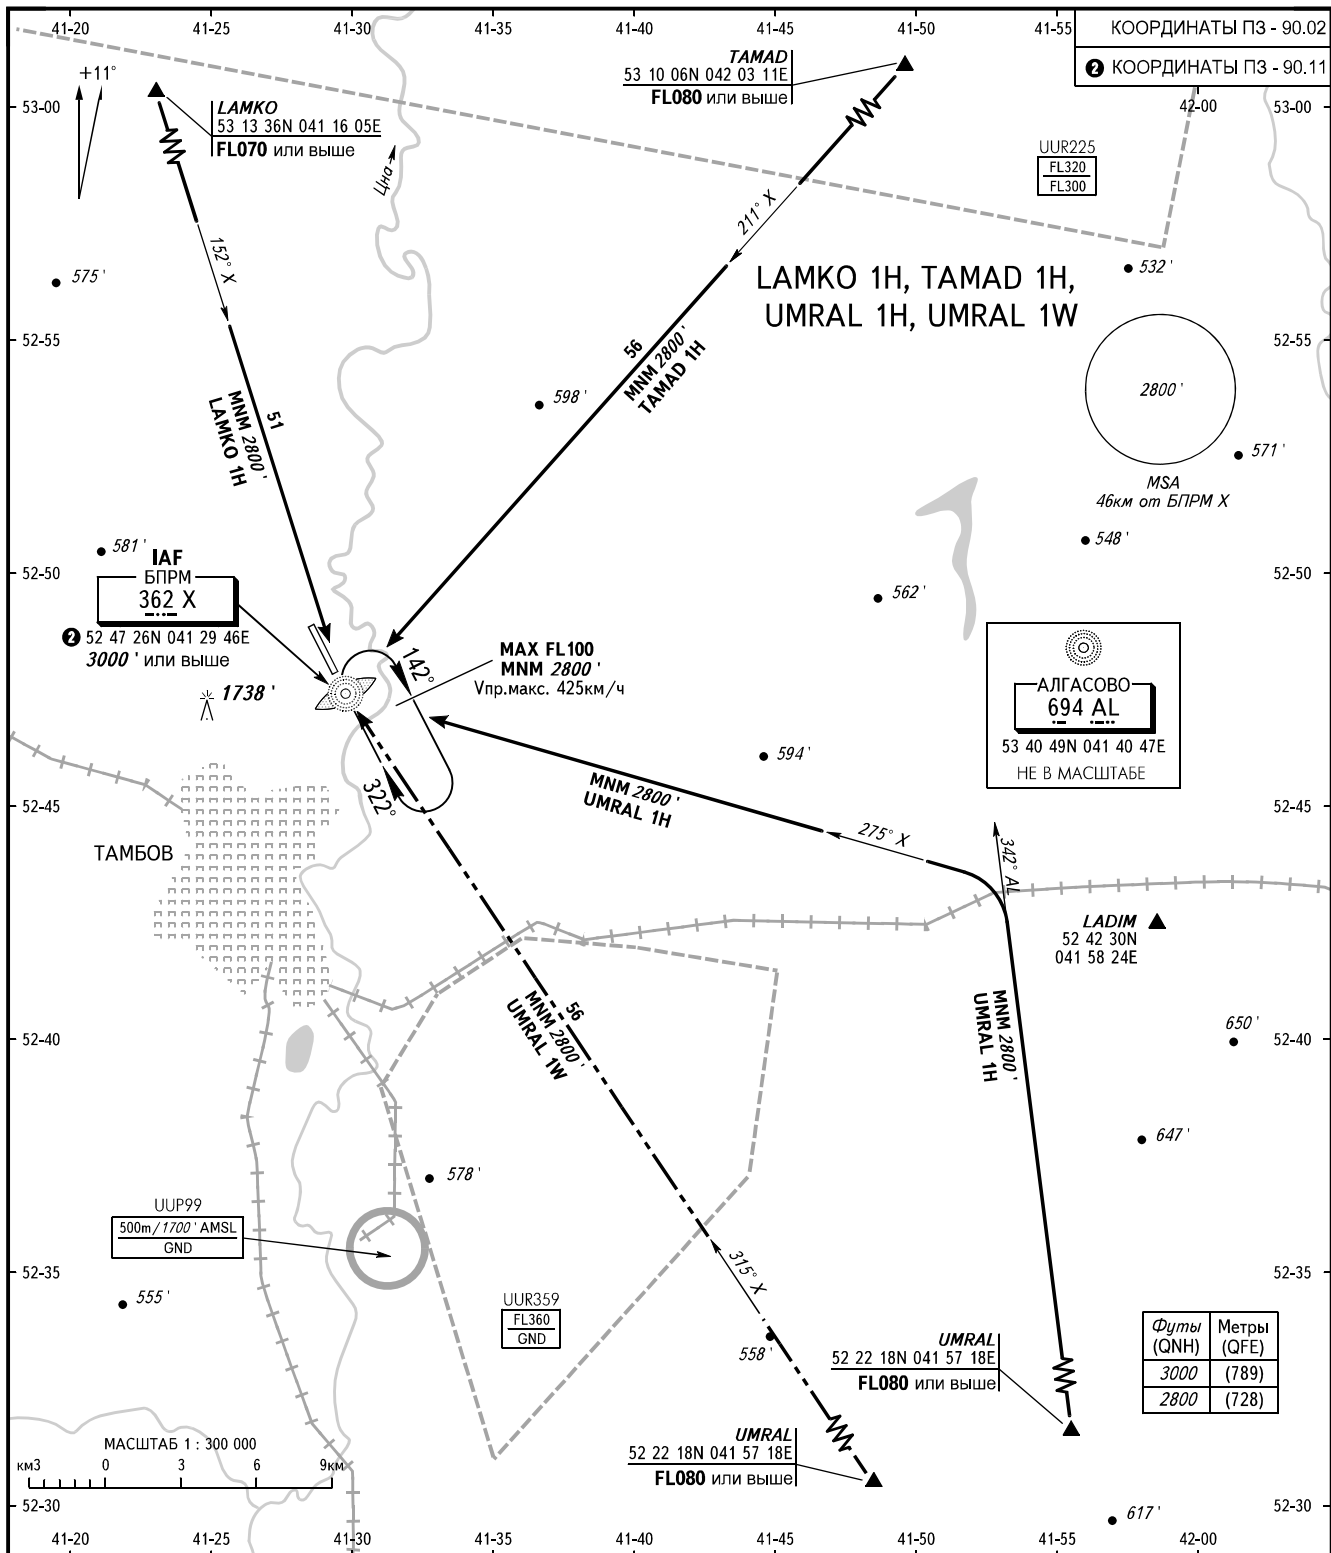 41-20
41-25
41-30
41-35
41-40
41-45
41-50
41-55
КООРДИНАТЫ ПЗ - 90.02
2 КООРДИНАТЫ ПЗ - 90.11
+11°
53-00
42-00
53-00
LAMKO
53 13 36N 041 16 05E
FL070 или выше
TAMAD
53 10 06N 042 03 11E
FL080 или выше
Цна
UUR225
FL320
FL300
152° X
211° X
575'
532'
LAMKO 1H, TAMAD 1H,
UMRAL 1H, UMRAL 1W
52-55
52-55
56
MNM 2800'
TAMAD 1H
51
MNM 2800'
LAMKO 1H
598'
2800'
571'
MSA
46км от БПРМ X
548'
581'
52-50
52-50
562'
IAF
БПРМ
362 X
2 52 47 26N 041 29 46E
3000' или выше
1738'
142°
322°
MAX FL100
MNM 2800'
Vпр.макс. 425км/ч
АЛГАСОВО
694 AL
53 40 49N 041 40 47E
НЕ В МАСШТАБЕ
594'
MNM 2800'
UMRAL 1H
52-45
52-45
275° X
342° AL
ТАМБОВ
LADIM
52 42 30N
041 58 24E
56
MNM 2800'
UMRAL 1W
MNM 2800'
UMRAL 1H
650'
52-40
52-40
647'
578'
UUP99
500m/1700' AMSL
GND
315° X
52-35
52-35
555'
UUR359
FL360
GND
558'
UMRAL
52 22 18N 041 57 18E
FL080 или выше
Футы
(QNH)
Метры
(QFE)
3000
(789)
2800
(728)
UMRAL
52 22 18N 041 57 18E
FL080 или выше
МАСШТАБ 1 : 300 000
км3
0
3
6
9км
52-30
52-30
617'
41-20
41-25
41-30
41-35
41-40
41-45
41-50
41-55
42-00